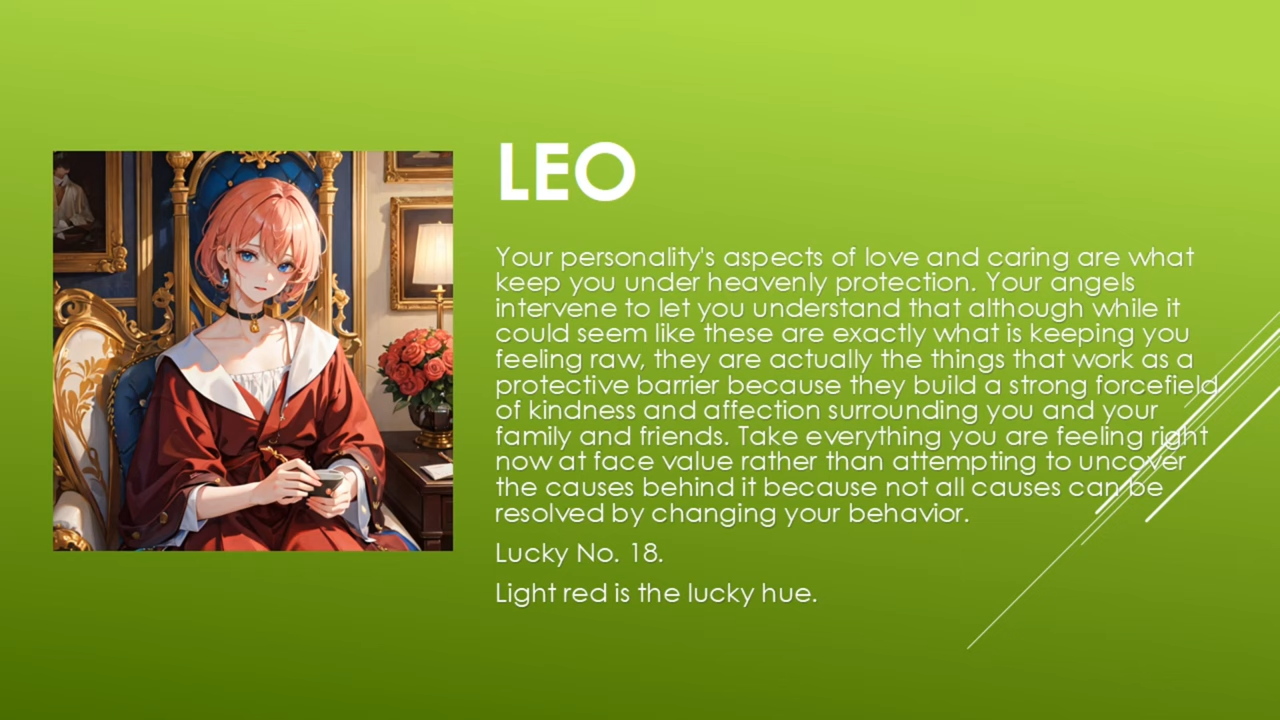 LEO
Your personality's aspects of love and caring are what
keep you under heavenly protection. Your angels
intervene to let you understand that although while it
could seem like these are exactly what is keeping you
feeling raw, they are actually the things that work as a
protective barrier because they build a strong forcefield
of kindness and affection surrounding you and your
family and friends. Take everything you are feeling right
now at face value rather than attempting to uncover
the causes behind it because not all causes can be
resolved by changing your behavior.
Lucky No. 18.
Light red is the lucky hue.